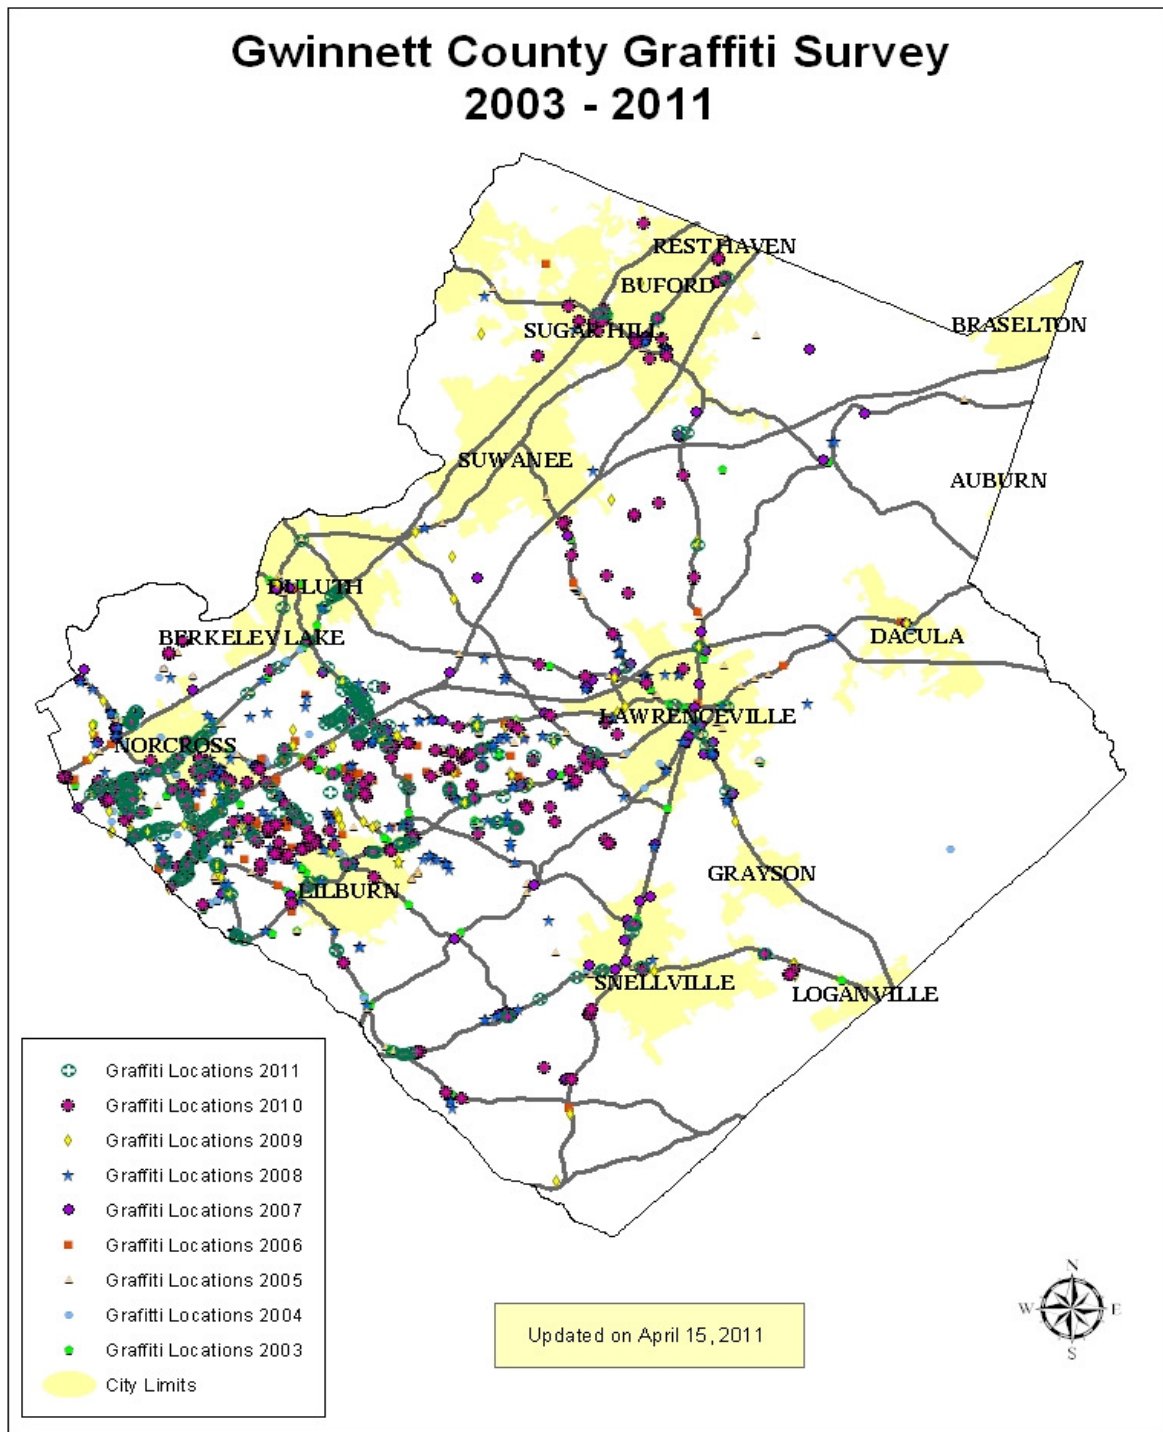 Gwinnett County Graffiti Survey
2003 - 2011
REST HAVEN
BUFORD
SUGAR HILL
BRASELTON
SUWANEE
AUBURN
DULUTH
BERKELEY LAKE
DACULA
LAWRENCEVILLE
NORCROSS
GRAYSON
LILBURN
SNELLVILLE
LOGANVILLE
Graffiti Locations 2011
Graffiti Locations 2010
Graffiti Locations 2009
Graffiti Locations 2008
Graffiti Locations 2007
Graffiti Locations 2006
Graffiti Locations 2005
Grafitti Locations 2004
Graffiti Locations 2003
City Limits
Updated on April 15, 2011
N
W E
S